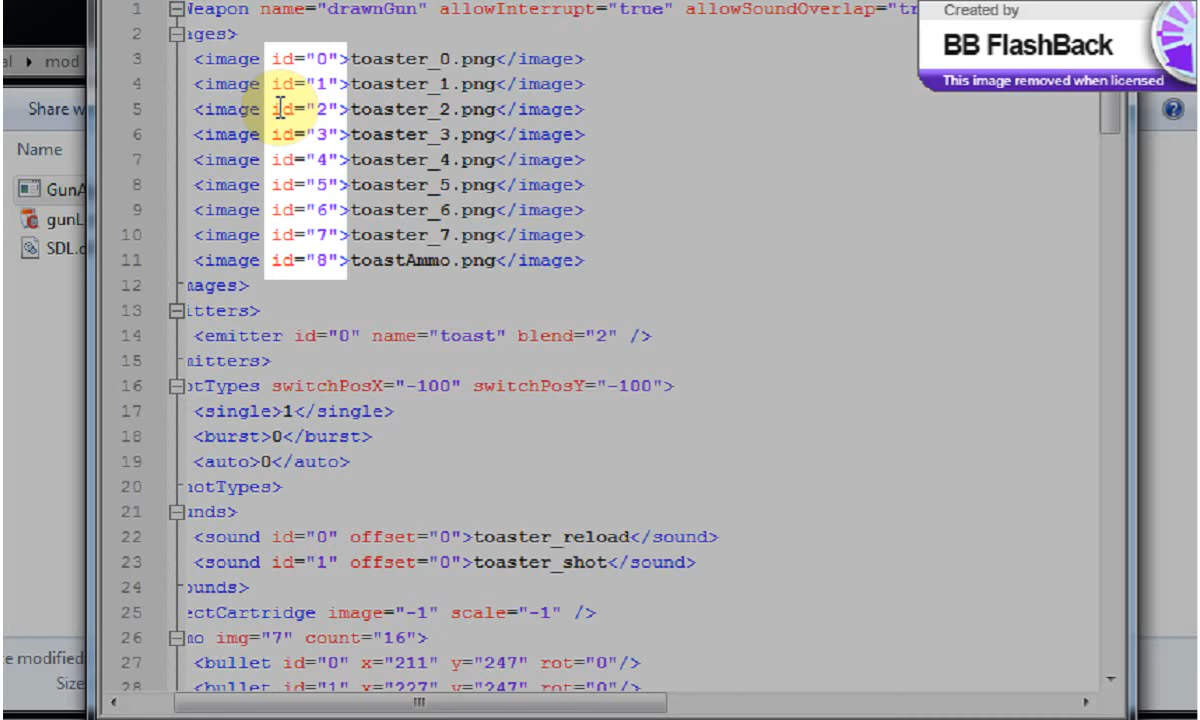 Created by
BB FlashBack
This image removed when licensed
al ▸ mod
Share w
Name
GunA
gunL
SDL.d
e modified
Size
1 Weapon name="drawnGun" allowInterrupt="true" allowSoundOverlap="tr
2 ages>
3 <image id="0">toaster_0.png</image>
4 <image id="1">toaster_1.png</image>
5 <image id="2">toaster_2.png</image>
6 <image id="3">toaster_3.png</image>
7 <image id="4">toaster_4.png</image>
8 <image id="5">toaster_5.png</image>
9 <image id="6">toaster_6.png</image>
10 <image id="7">toaster_7.png</image>
11 <image id="8">toastAmmo.png</image>
12 mages>
13 itters>
14 <emitter id="0" name="toast" blend="2" />
15 mitters>
16 otTypes switchPosX="-100" switchPosY="-100">
17 <single>1</single>
18 <burst>0</burst>
19 <auto>0</auto>
20 hotTypes>
21 unds>
22 <sound id="0" offset="0">toaster_reload</sound>
23 <sound id="1" offset="0">toaster_shot</sound>
24 ounds>
25 ectCartridge image="-1" scale="-1" />
26 mo img="7" count="16">
27 <bullet id="0" x="211" y="247" rot="0"/>
28 <bullet id="1" x="227" y="247" rot="0"/>